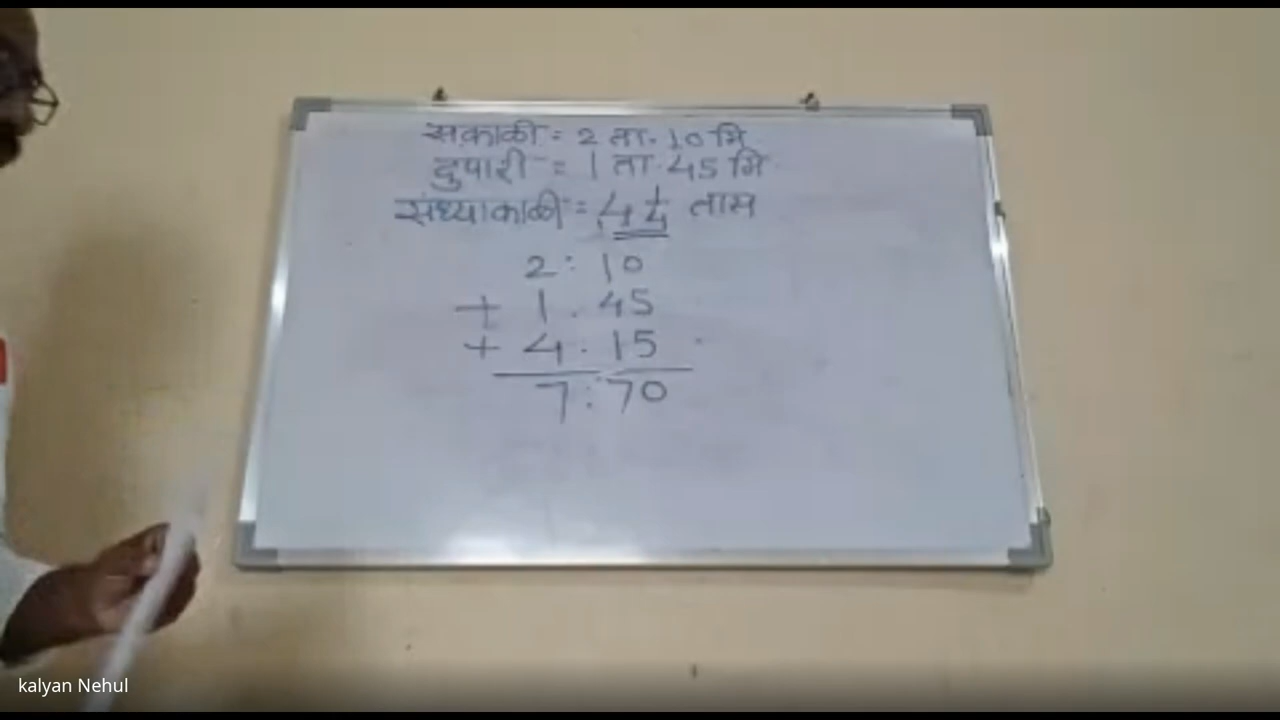 सकाळी = 2 ता. 10 मि
दुपारी = 1 ता. 45 मि
संध्याकाळी = 4 1/4 तास
2 : 10
+ 1 . 45
+ 4 . 15
7 : 70
kalyan Nehul